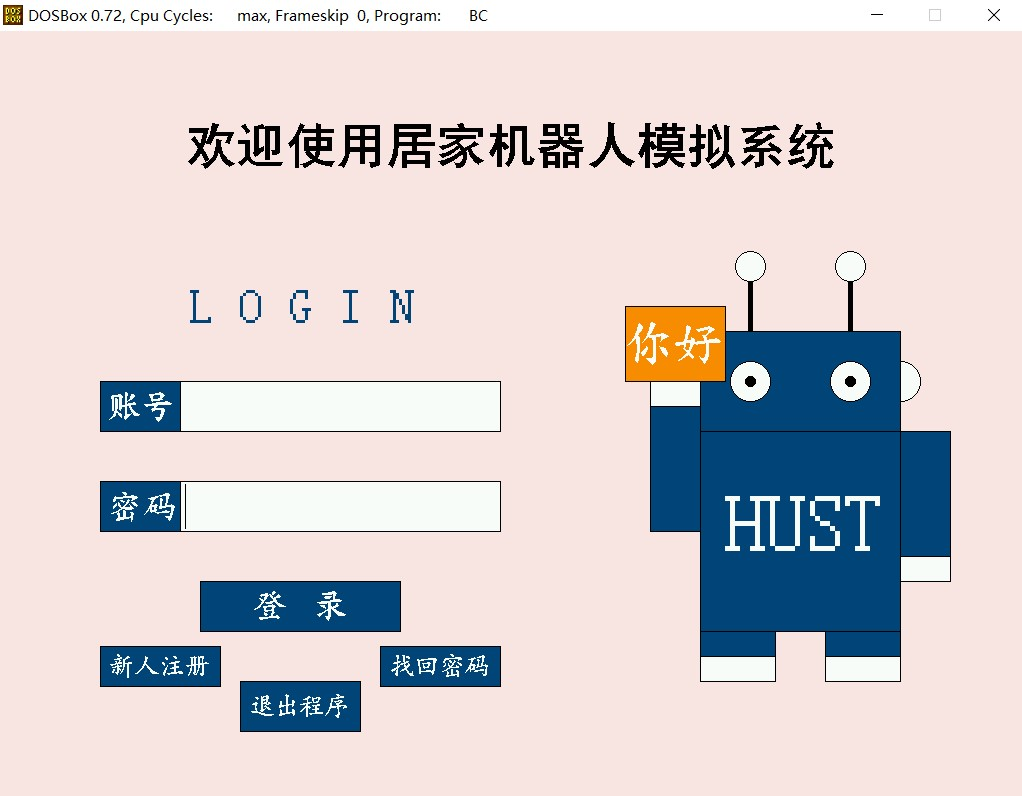 DOSBox 0.72, Cpu Cycles: max, Frameskip 0, Program: BC
欢迎使用居家机器人模拟系统
LOGIN
你好
账号
密码
HUST
登 录
新人注册
找回密码
退出程序